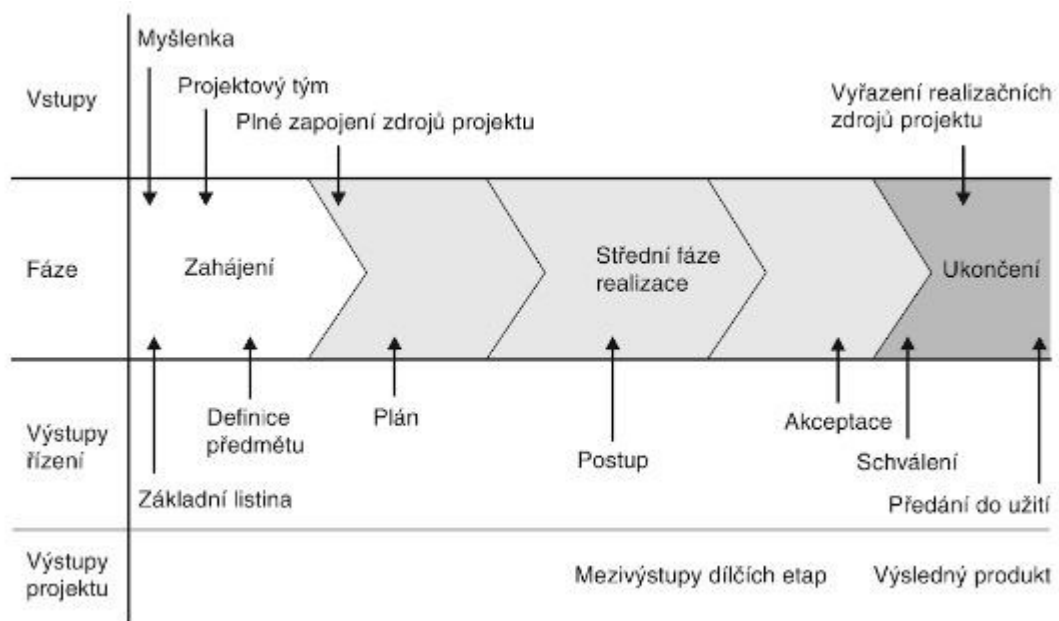 Myšlenka
Vstupy
Projektový tým
Plné zapojení zdrojů projektu
Vyřazení realizačních
zdrojů projektu
Fáze
Zahájení
Střední fáze
realizace
Ukončení
Výstupy
řízení
Definice
předmětu
Plán
Postup
Akceptace
Schválení
Základní listina
Předání do užití
Výstupy
projektu
Mezivýstupy dílčích etap
Výsledný produkt